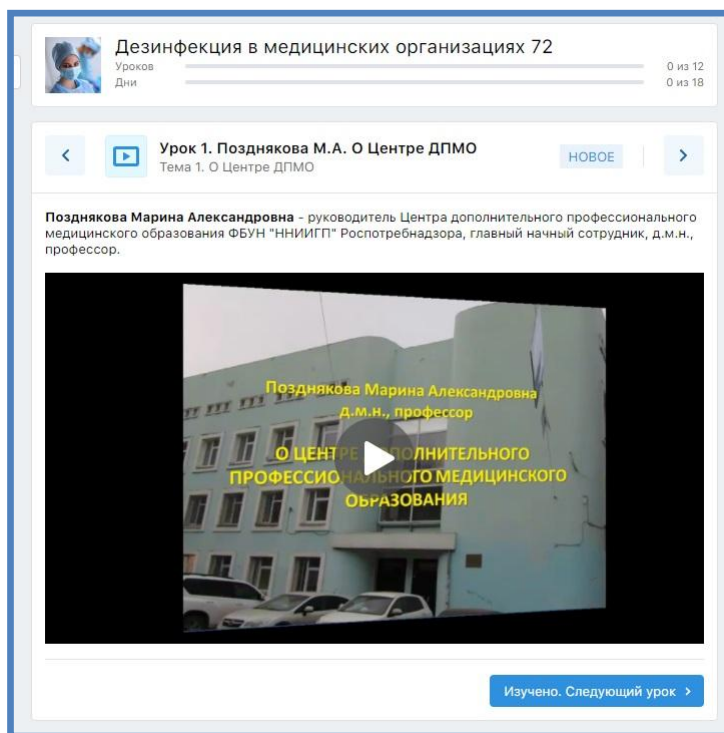 Дезинфекция в медицинских организациях 72
Уроков 0 из 12
Дни 0 из 18
Урок 1. Позднякова М.А. О Центре ДПМО
Тема 1. О Центре ДПМО
НОВОЕ
Позднякова Марина Александровна - руководитель Центра дополнительного профессионального
медицинского образования ФБУН "ННИИГП" Роспотребнадзора, главный начный сотрудник, д.м.н.,
профессор.
Позднякова Марина Александровна
д.м.н., профессор
О ЦЕНТРЕ ДОПОЛНИТЕЛЬНОГО
ПРОФЕССИОНАЛЬНОГО МЕДИЦИНСКОГО
ОБРАЗОВАНИЯ
Изучено. Следующий урок